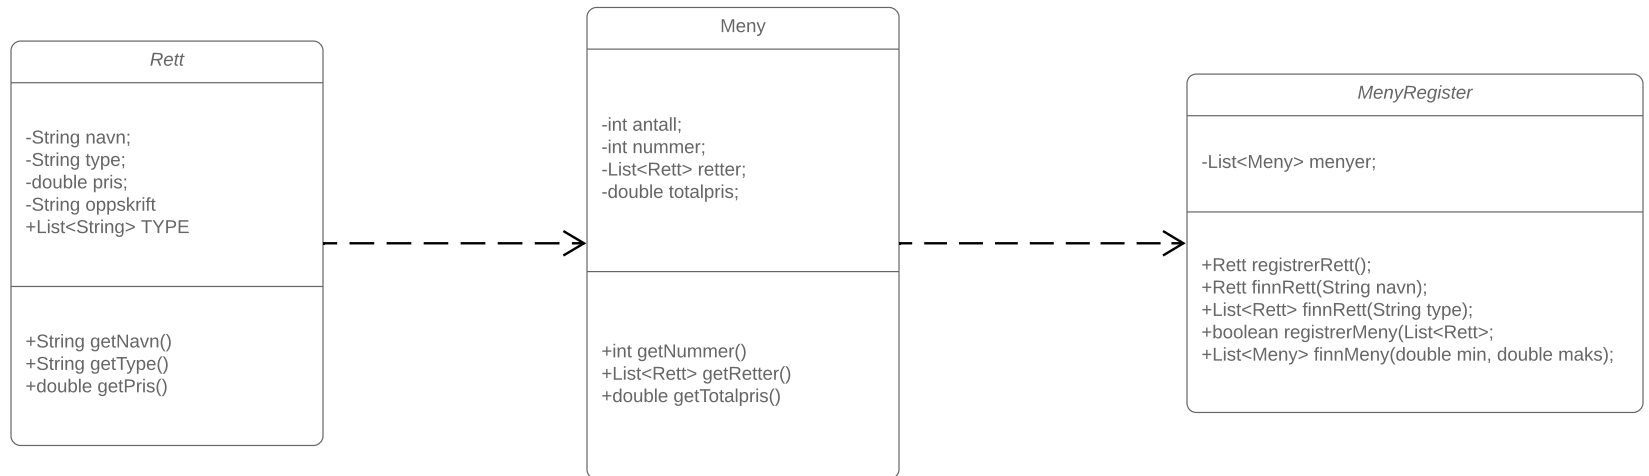 Rett
-String navn;
-String type;
-double pris;
-String oppskrift
+List<String> TYPE
+String getNavn()
+String getType()
+double getPris()
Meny
-int antall;
-int nummer;
-List<Rett> retter;
-double totalpris;
+int getNummer()
+List<Rett> getRetter()
+double getTotalpris()
MenyRegister
-List<Meny> menyer;
+Rett registrerRett();
+Rett finnRett(String navn);
+List<Rett> finnRett(String type);
+boolean registrerMeny(List<Rett>;
+List<Meny> finnMeny(double min, double maks);